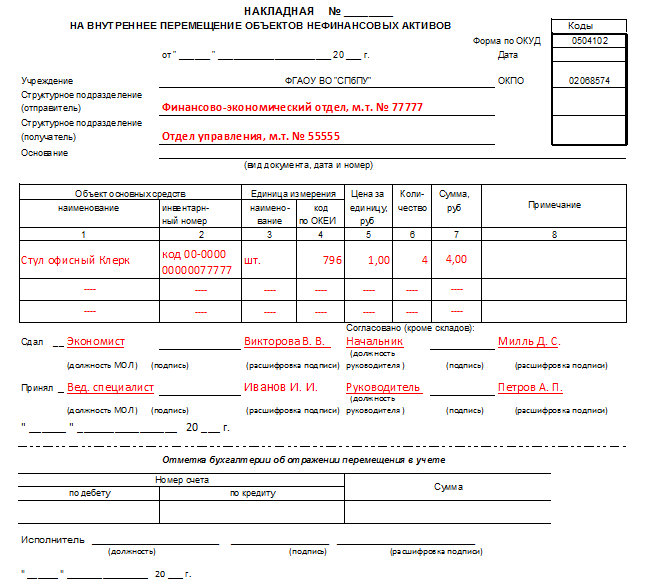 НАКЛАДНАЯ № ________
НА ВНУТРЕННЕЕ ПЕРЕМЕЩЕНИЕ ОБЪЕКТОВ НЕФИНАНСОВЫХ АКТИВОВ
Коды
Форма по ОКУД 0504102
от " ______ " ____________________ 20 ___ г. Дата
Учреждение ФГАОУ ВО "СПбПУ" ОКПО 02068574
Структурное подразделение
(отправитель) Финансово-экономический отдел, м.т. № 77777
Структурное подразделение
(получатель) Отдел управления, м.т. № 55555
Основание
(вид документа, дата и номер)
Объект основных средств Единица измерения Цена за единицу, руб Коли-чество Сумма, руб Примечание
наименование инвентарн-ный номер наимено-вание код по ОКЕИ
1 2 3 4 5 6 7 8
Стул офисный Клерк код 00-0000 00000077777 шт. 796 1,00 4 4,00
---- ---- ---- ---- ---- ---- ----
---- ---- ---- ---- ---- ---- ----
Согласовано (кроме складов):
Сдал __ Экономист Викторова В. В. Начальник Милль Д. С.
(должность МОЛ ) (подпись) (расшифровка подписи) (должность руководителя ) (подпись) (расшифровка подписи)
Принял _ Вед. специалист Иванов И. И. Руководитель Петров А. П.
(должность МОЛ ) (подпись) (расшифровка подписи) (должность руководителя ) (подпись) (расшифровка подписи)
" ______ " ________________ 20 ___ г.
Отметка бухгалтерии об отражении перемещения в учете
Номер счета Сумма
по дебету по кредиту
Исполнитель
(должность) (подпись) (расшифровка подписи)
" ______ " ______________ 20 ___ г.